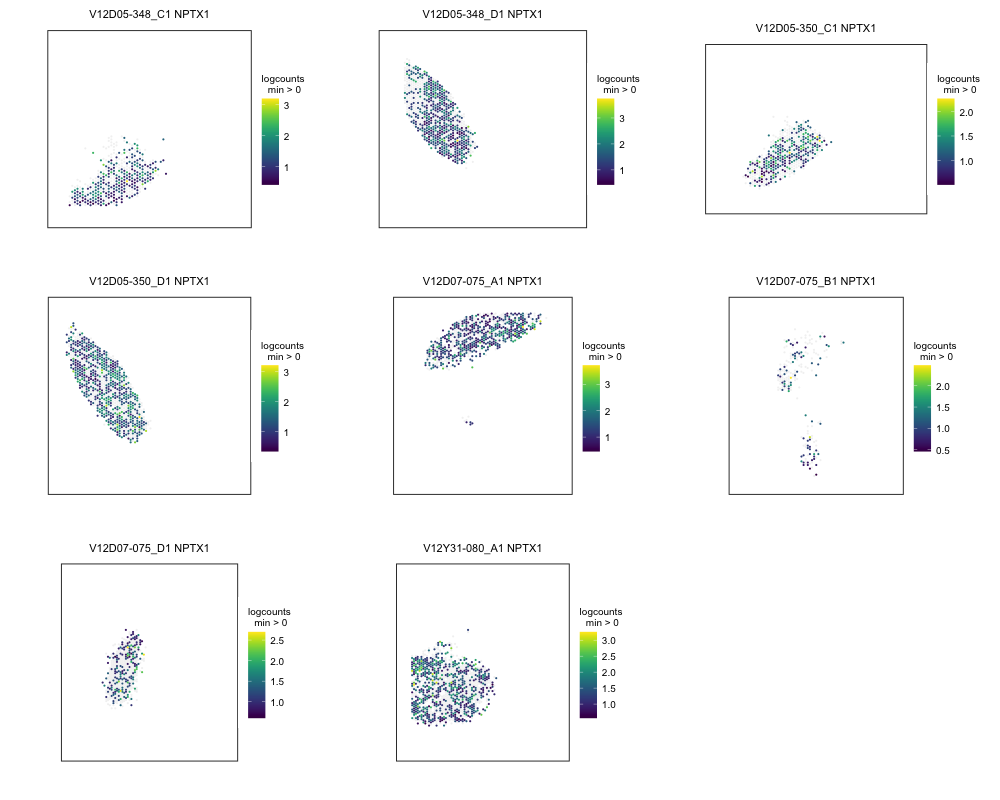 V12D05-348_C1 NPTX1
logcounts
min > 0
3
2
1
V12D05-348_D1 NPTX1
logcounts
min > 0
3
2
1
V12D05-350_C1 NPTX1
logcounts
min > 0
2.0
1.5
1.0
V12D05-350_D1 NPTX1
logcounts
min > 0
3
2
1
V12D07-075_A1 NPTX1
logcounts
min > 0
3
2
1
V12D07-075_B1 NPTX1
logcounts
min > 0
2.0
1.5
1.0
0.5
V12D07-075_D1 NPTX1
logcounts
min > 0
2.5
2.0
1.5
1.0
V12Y31-080_A1 NPTX1
logcounts
min > 0
3.0
2.5
2.0
1.5
1.0